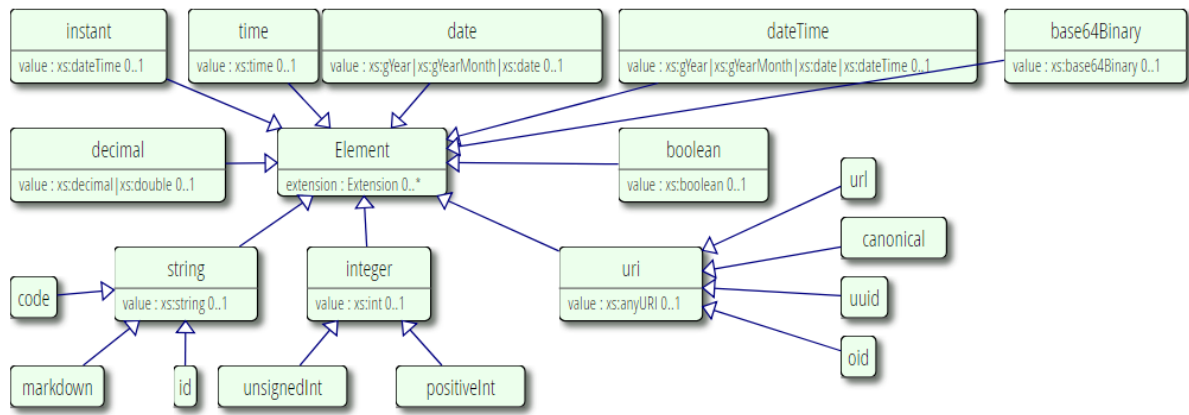 instant
value : xs:dateTime 0..1
time
value : xs:time 0..1
date
value : xs:gYear|xs:gYearMonth|xs:date 0..1
dateTime
value : xs:gYear|xs:gYearMonth|xs:date|xs:dateTime 0..1
base64Binary
value : xs:base64Binary 0..1
decimal
value : xs:decimal|xs:double 0..1
Element
extension : Extension 0..*
boolean
value : xs:boolean 0..1
url
canonical
uuid
oid
string
value : xs:string 0..1
integer
value : xs:int 0..1
uri
value : xs:anyURI 0..1
code
markdown
id
unsignedInt
positiveInt